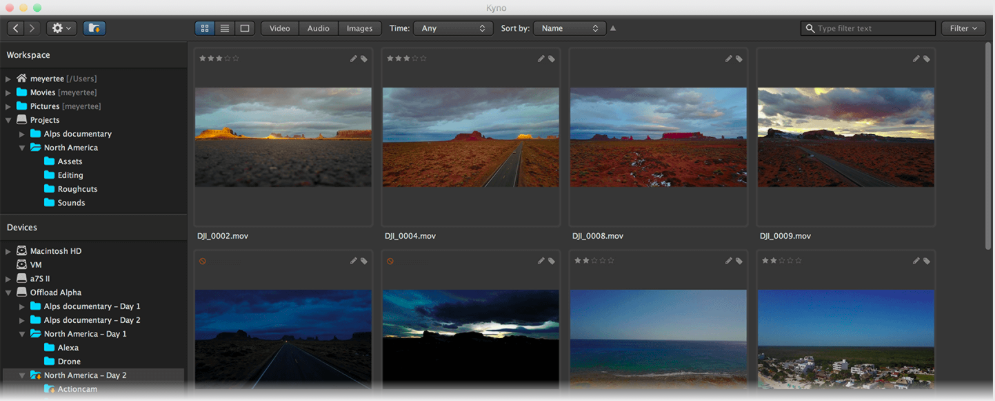 Kyno
Video Audio Images Time: Any Sort by: Name Type filter text Filter
Workspace
meyertee [/Users]
Movies [meyertee]
Pictures [meyertee]
Projects
Alps documentary
North America
Assets
Editing
Roughcuts
Sounds
Devices
Macintosh HD
VM
a7S II
Offload Alpha
Alps documentary - Day 1
Alps documentary - Day 2
North America - Day 1
Alexa
Drone
North America - Day 2
Actioncam
DJI_0002.mov DJI_0004.mov DJI_0008.mov DJI_0009.mov